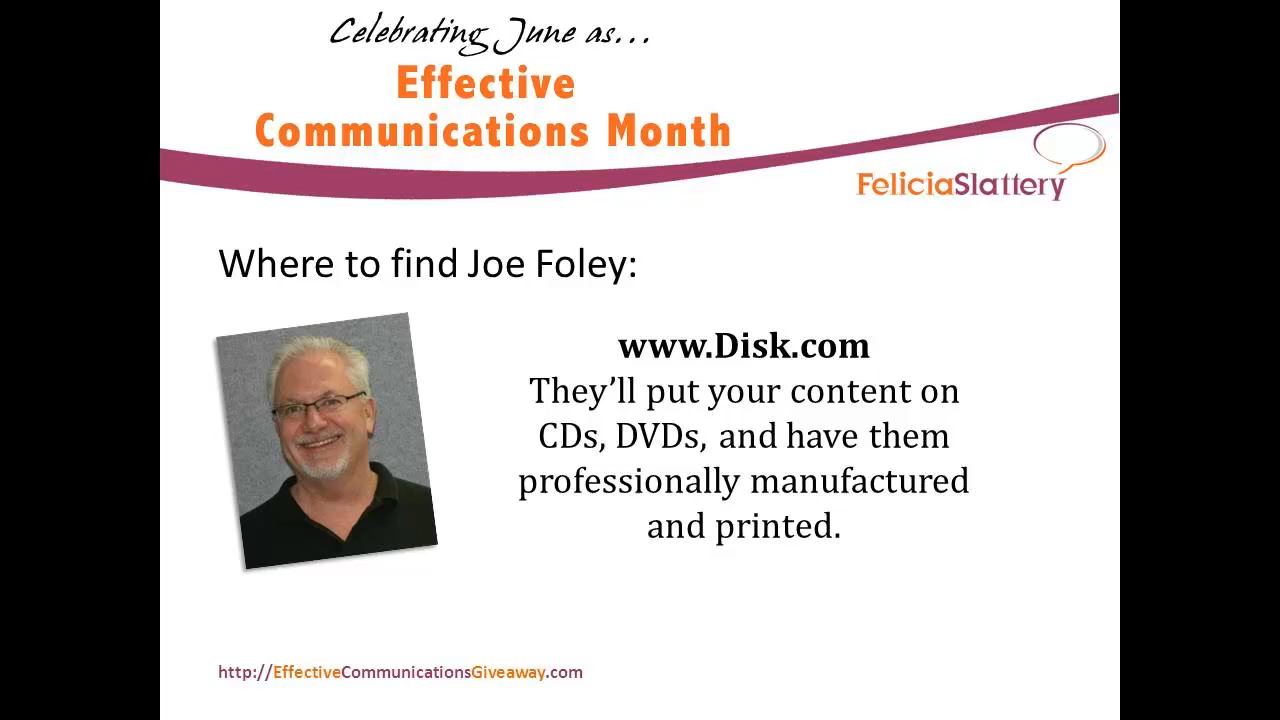 Celebrating June as...
Effective
Communications Month
FeliciaSlattery
Where to find Joe Foley:
www.Disk.com
They’ll put your content on
CDs, DVDs, and have them
professionally manufactured
and printed.
http://EffectiveCommunicationsGiveaway.com